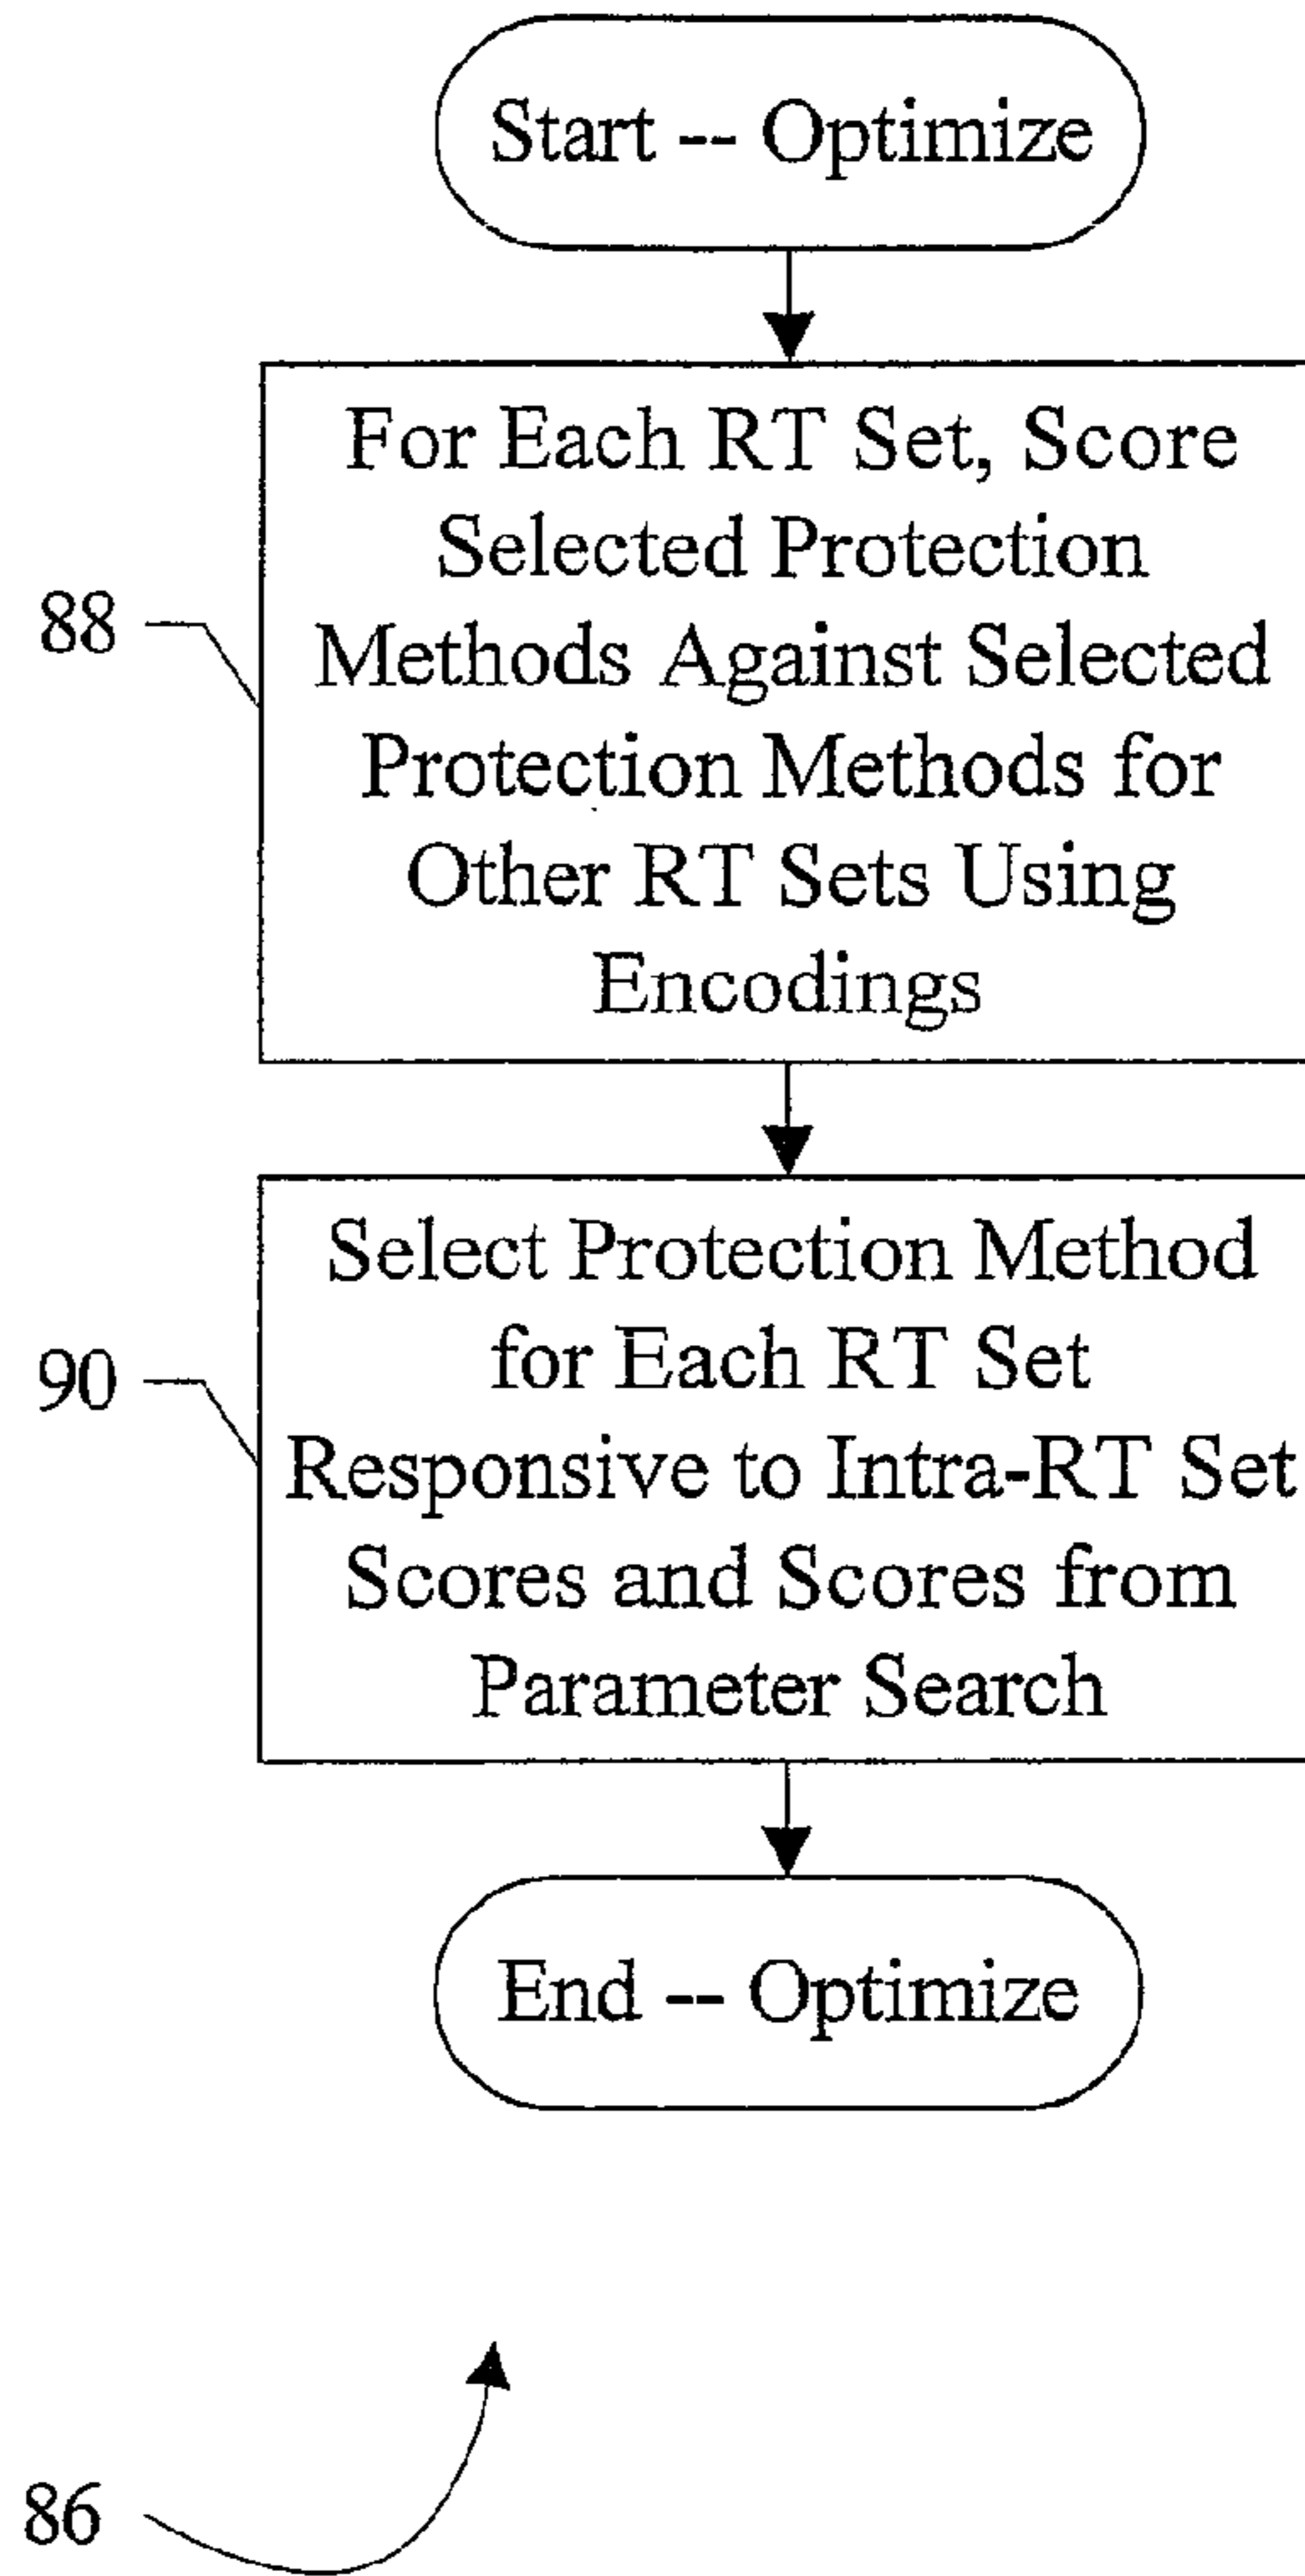 Start -- Optimize
For Each RT Set, Score
Selected Protection
88
Methods Against Selected
Protection Methods for
Other RT Sets Using
Encodings
Select Protection Method
for Each RT Set
90
Responsive to Intra-RT Set
Scores and Scores from
Parameter Search
End -- Optimize
86